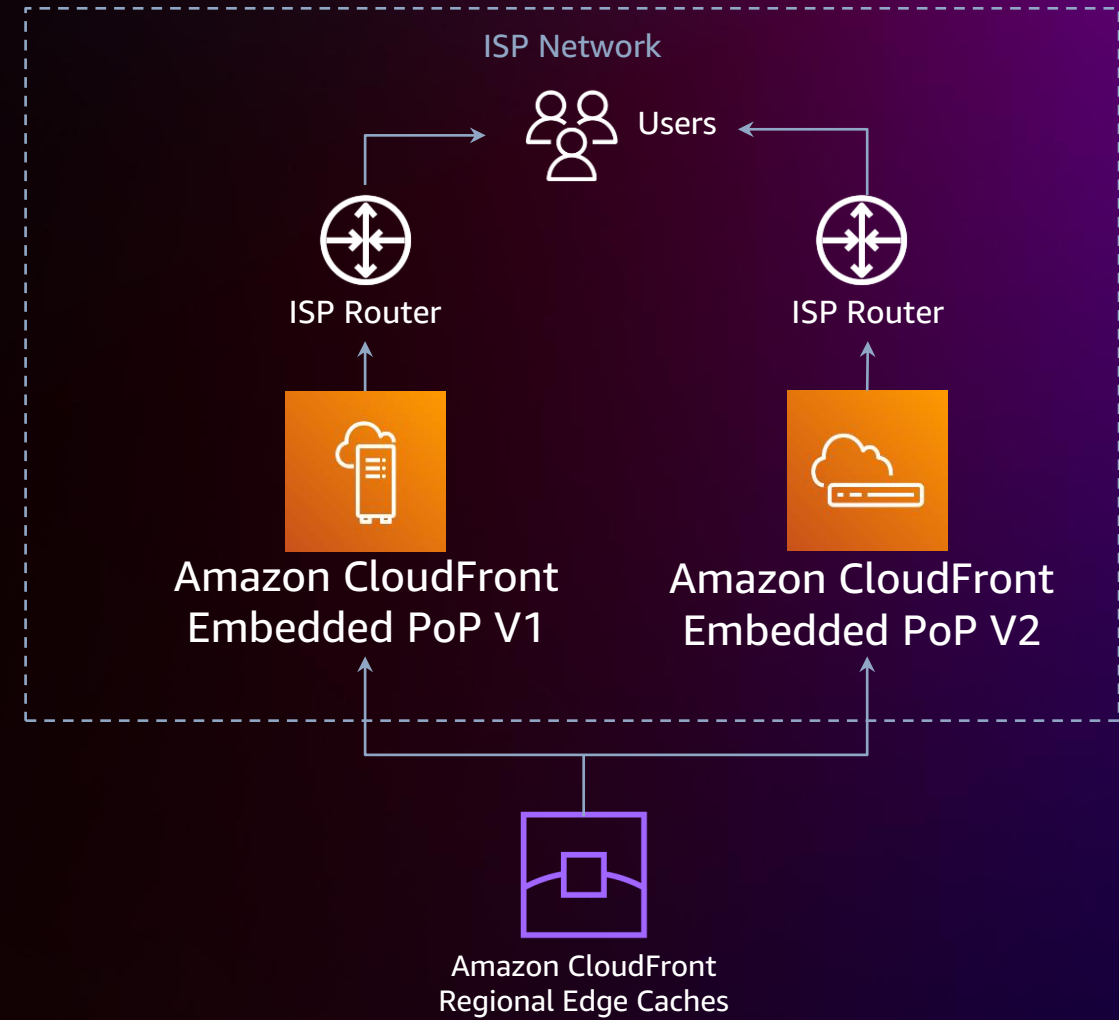 ISP Network
Users
ISP Router
ISP Router
Amazon CloudFront
Embedded PoP V1
Amazon CloudFront
Embedded PoP V2
Amazon CloudFront
Regional Edge Caches